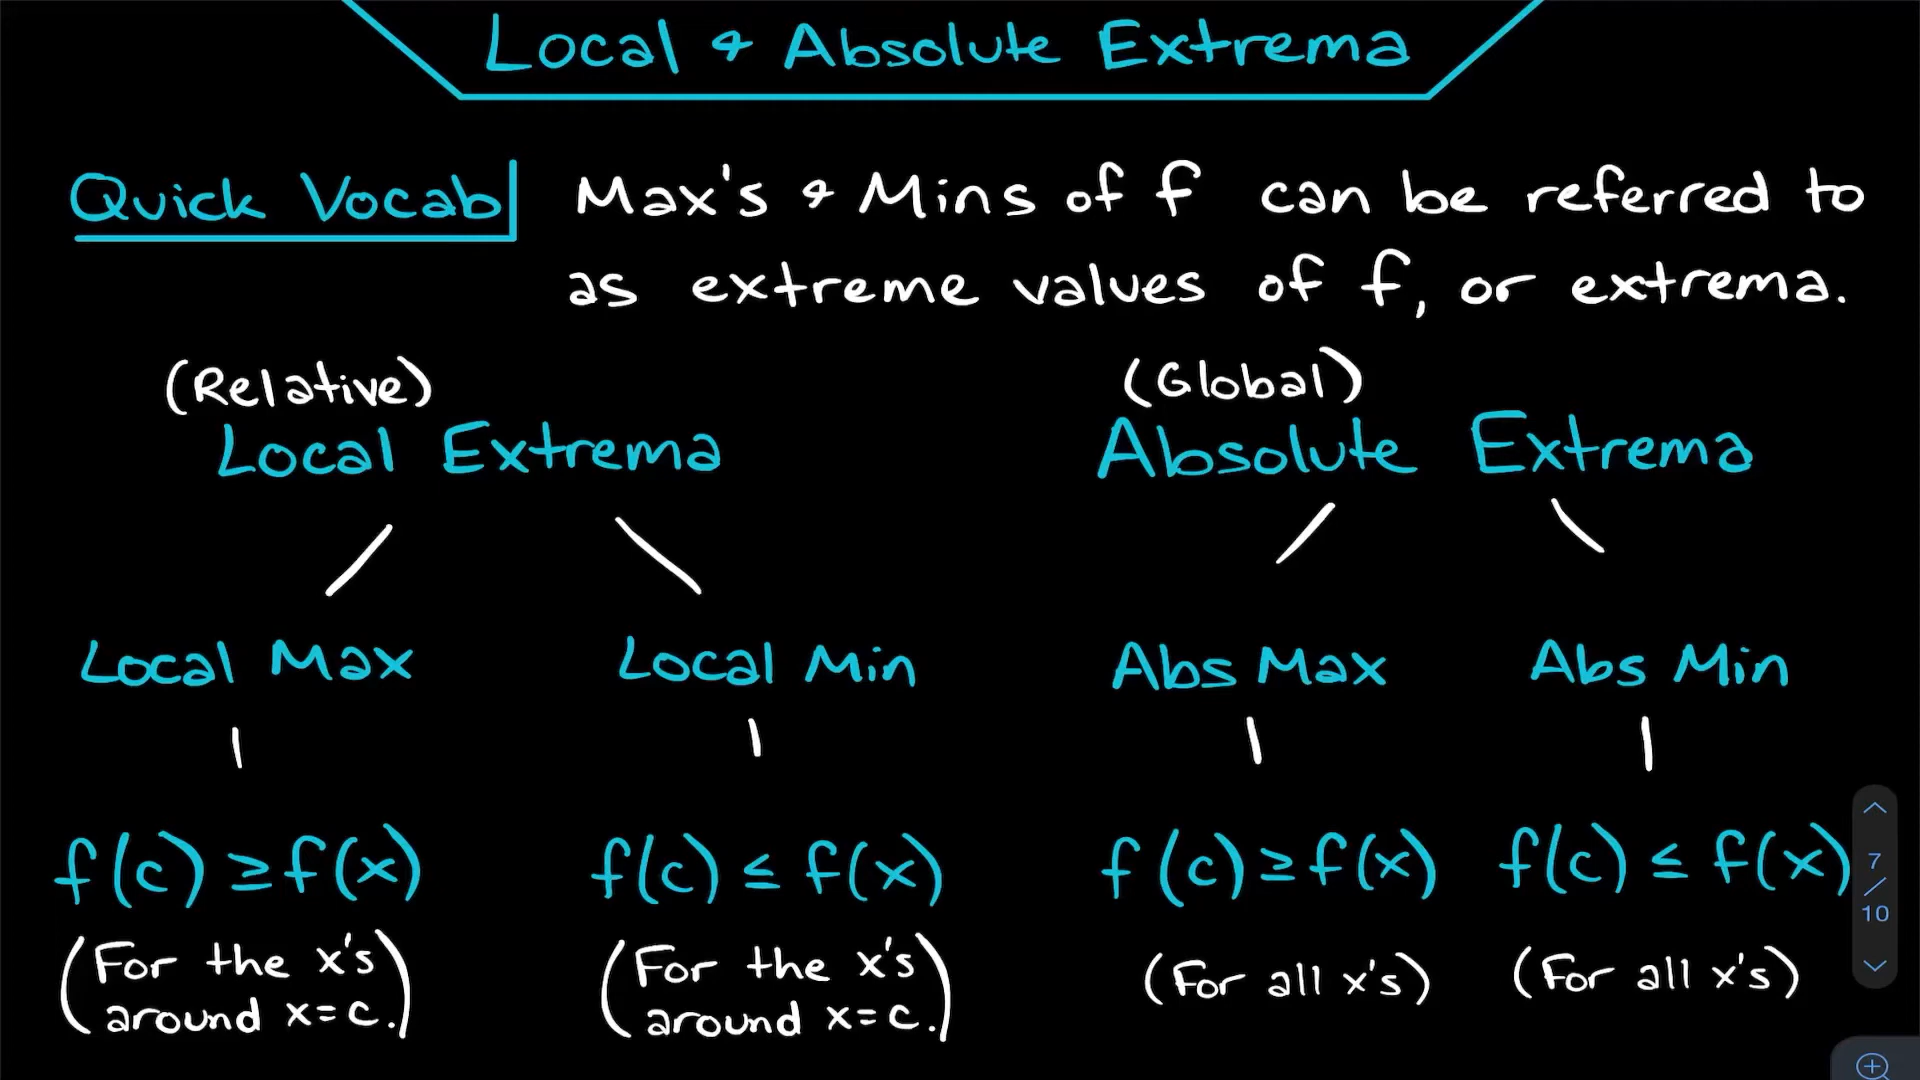 Local & Absolute Extrema
Quick Vocab
Max's & Mins of f can be referred to
as extreme values of f, or extrema.
(Relative)
Local Extrema
(Global)
Absolute Extrema
Local Max
Local Min
Abs Max
Abs Min
f(c) ≥ f(x)
f(c) ≤ f(x)
f(c) ≥ f(x)
f(c) ≤ f(x)
(For the x's
around x=c.)
(For the x's
around x=c.)
(For all x's)
(For all x's)
7
/
10